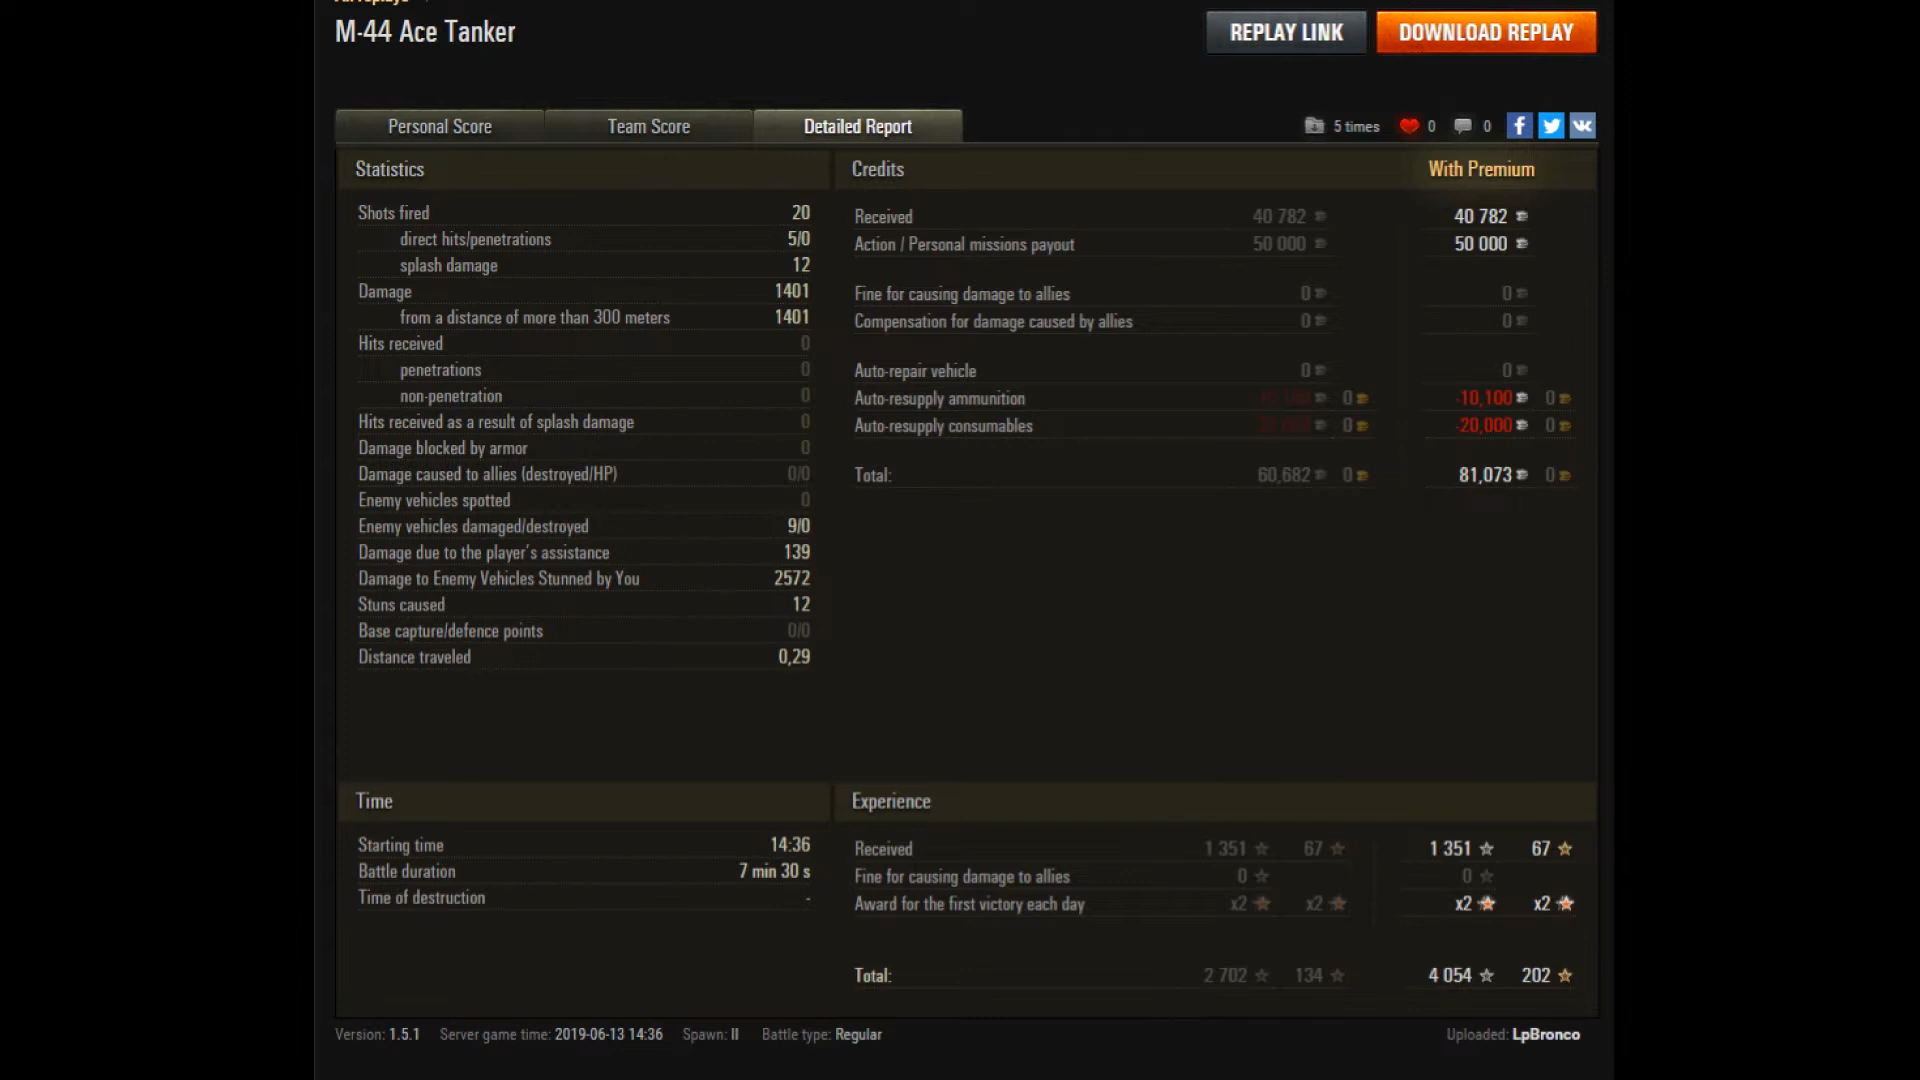 M-44 Ace Tanker
REPLAY LINK
DOWNLOAD REPLAY
Personal Score
Team Score
Detailed Report
5 times
0
0
Statistics
Shots fired 20
direct hits/penetrations 5/0
splash damage 12
Damage 1401
from a distance of more than 300 meters 1401
Hits received 0
penetrations 0
non-penetration 0
Hits received as a result of splash damage 0
Damage blocked by armor 0
Damage caused to allies (destroyed/HP) 0/0
Enemy vehicles spotted 0
Enemy vehicles damaged/destroyed 9/0
Damage due to the player's assistance 139
Damage to Enemy Vehicles Stunned by You 2572
Stuns caused 12
Base capture/defence points 0/0
Distance traveled 0,29
Credits With Premium
Received 40 782 40 782
Action / Personal missions payout 50 000 50 000
Fine for causing damage to allies 0 0
Compensation for damage caused by allies 0 0
Auto-repair vehicle 0 0
Auto-resupply ammunition 0 -10,100 0
Auto-resupply consumables 0 -20,000 0
Total: 60,682 0 81,073 0
Time
Starting time 14:36
Battle duration 7 min 30 s
Time of destruction -
Experience
Received 1 351 67 1 351 67
Fine for causing damage to allies 0 0
Award for the first victory each day x2 x2 x2 x2
Total: 2 702 134 4 054 202
Version: 1.5.1 Server game time: 2019-06-13 14:36 Spawn: II Battle type: Regular Uploaded: LpBronco